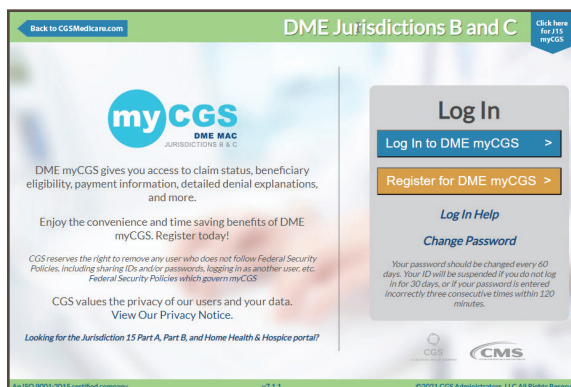 Back to CGSMedicare.com
DME Jurisdictions B and C
Click here
for J15
myCGS
my CGS
DME MAC
JURISDICTIONS B & C
DME myCGS gives you access to claim status, beneficiary
eligibility, payment information, detailed denial explanations,
and more.
Enjoy the convenience and time saving benefits of DME
myCGS. Register today!
CGS reserves the right to remove any user who does not follow Federal Security
Policies, including sharing IDs and/or passwords, logging in as another user, etc.
Federal Security Policies which govern myCGS
CGS values the privacy of our users and your data.
View Our Privacy Notice.
Looking for the Jurisdiction 15 Part A, Part B, and Home Health & Hospice portal?
Log In
Log In to DME myCGS >
Register for DME myCGS >
Log In Help
Change Password
Your password should be changed every 60
days. Your ID will be suspended if you do not log
in for 30 days, or if your password is entered
incorrectly three consecutive times within 120
minutes.
CGS
CMS
An ISO 9001:2015 certified company
v7.1.1
©2021 CGS Administrators, LLC All Rights Reserv